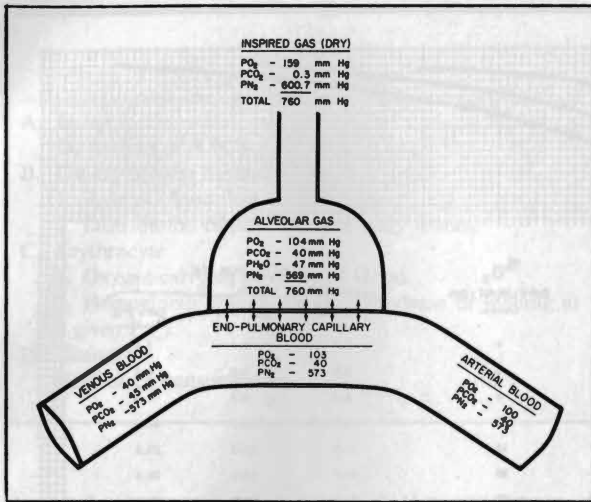 INSPIRED GAS (DRY)
PO₂ - 159 mm Hg
PCO₂ - 0.3 mm Hg
PN₂ - 600.7 mm Hg
TOTAL 760 mm Hg
ALVEOLAR GAS
PO₂ - 104 mm Hg
PCO₂ - 40 mm Hg
PH₂O - 47 mm Hg
PN₂ - 569 mm Hg
TOTAL 760 mm Hg
END-PULMONARY CAPILLARY
BLOOD
PO₂ - 103
PCO₂ - 40
PN₂ - 573
VENOUS BLOOD
PO₂ - 40 mm Hg
PCO₂ - 45 mm Hg
PN₂ -573 mm Hg
ARTERIAL BLOOD
PO₂ - 100
PCO₂ - 40
PN₂ - 573